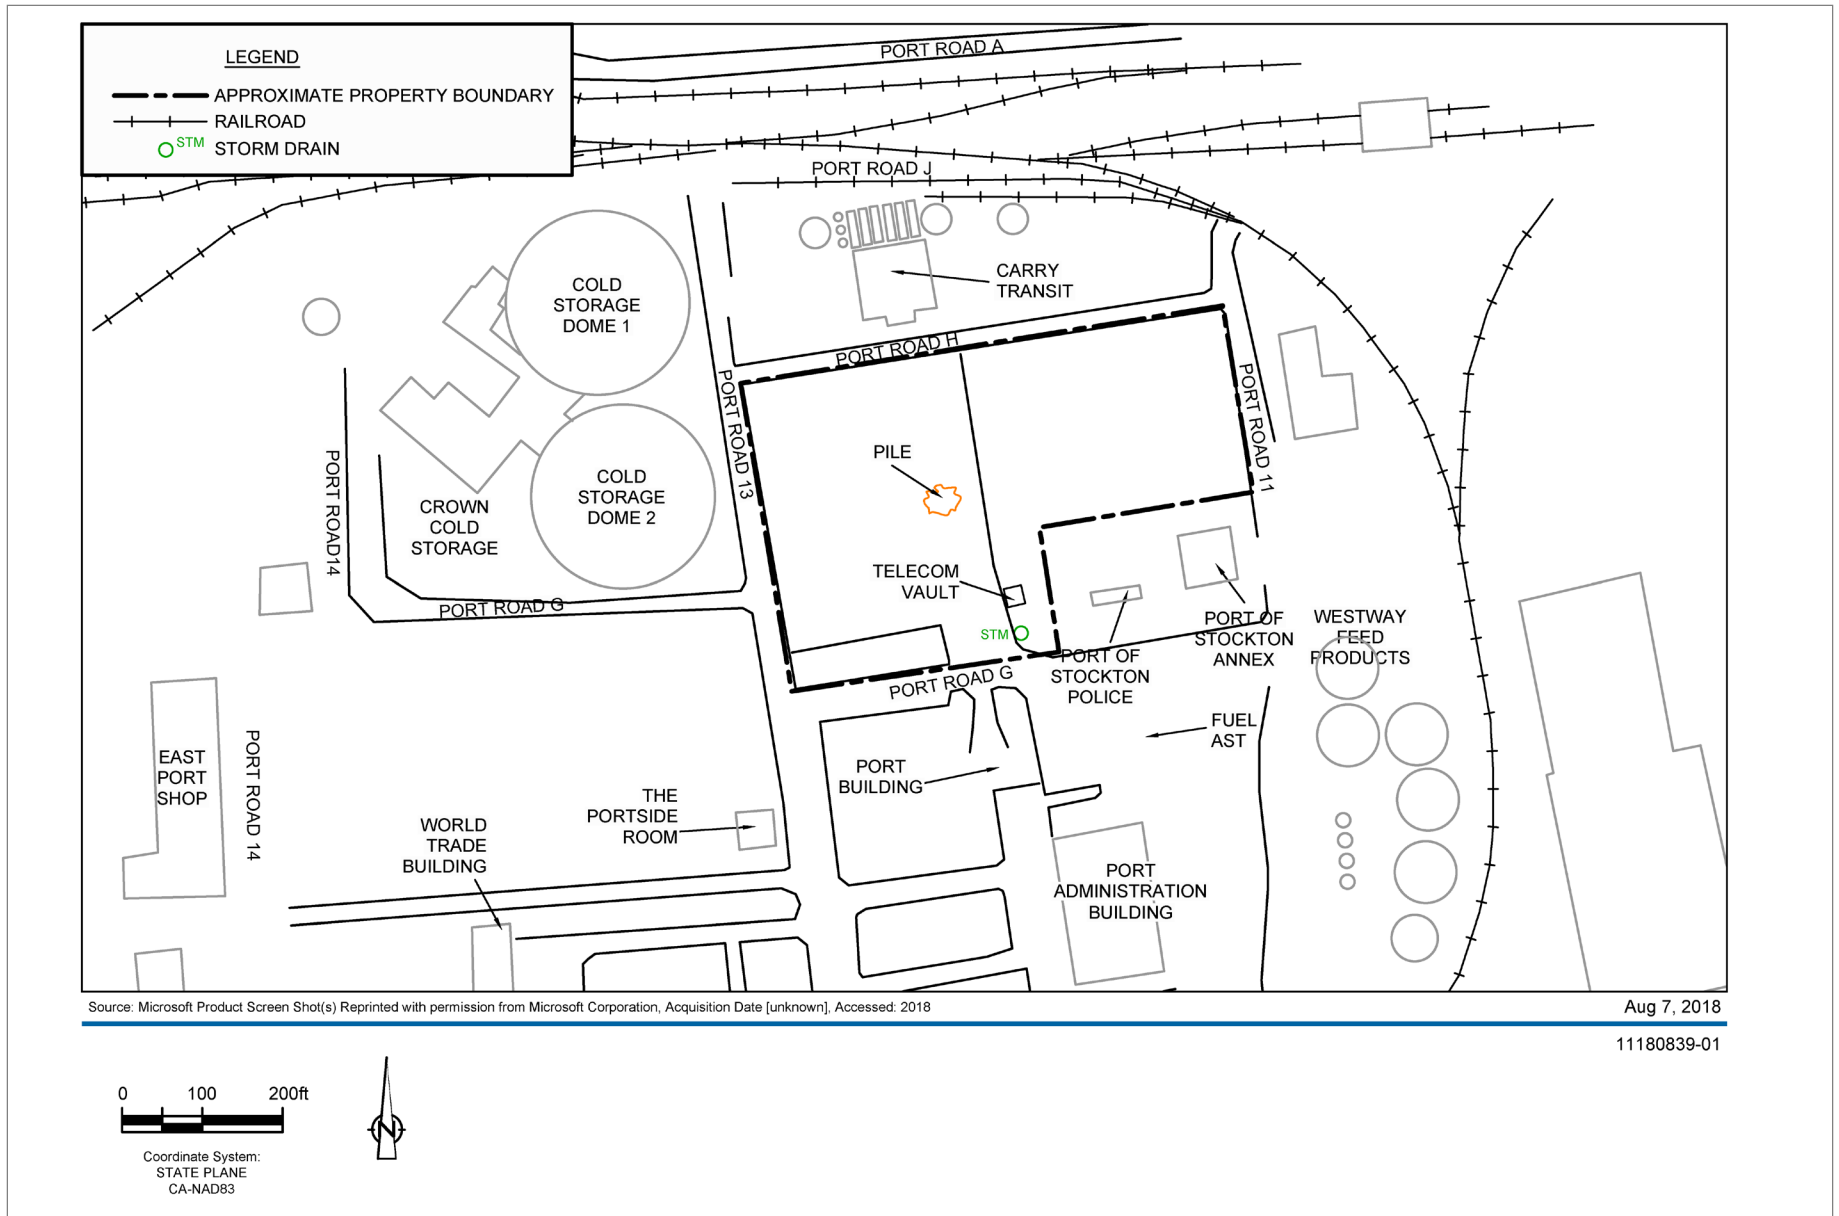 LEGEND
APPROXIMATE PROPERTY BOUNDARY
RAILROAD
STM STORM DRAIN
PORT ROAD A
PORT ROAD J
CARRY
TRANSIT
COLD
STORAGE
DOME 1
PORT ROAD H
PORT ROAD 13
PORT ROAD 11
PILE
PORT ROAD14
CROWN
COLD
STORAGE
COLD
STORAGE
DOME 2
TELECOM
VAULT
STM
PORT ROAD G
PORT ROAD G
PORT OF
STOCKTON
POLICE
PORT OF
STOCKTON
ANNEX
WESTWAY
FEED
PRODUCTS
FUEL
AST
EAST
PORT
SHOP
PORT ROAD 14
PORT
BUILDING
THE
PORTSIDE
ROOM
WORLD
TRADE
BUILDING
PORT
ADMINISTRATION
BUILDING
Source: Microsoft Product Screen Shot(s) Reprinted with permission from Microsoft Corporation, Acquisition Date [unknown], Accessed: 2018
Aug 7, 2018
11180839-01
0 100 200ft
N
Coordinate System:
STATE PLANE
CA-NAD83